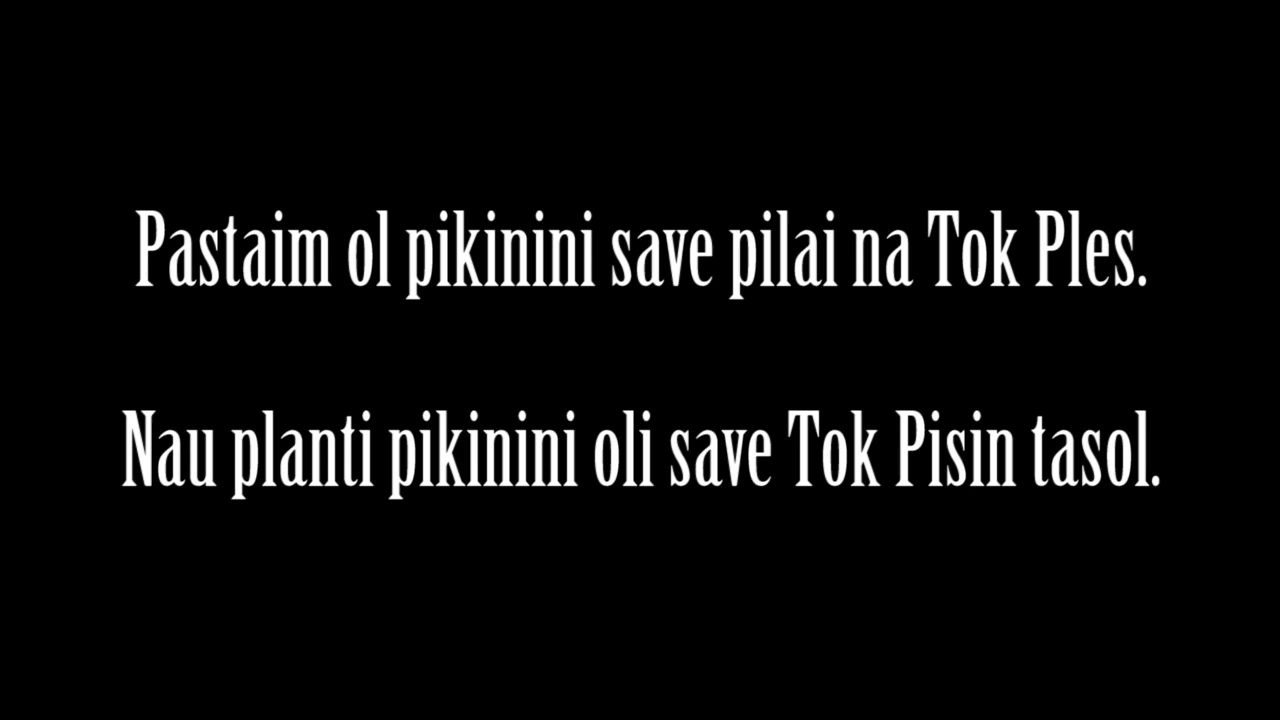 Pastaim ol pikinini save pilai na Tok Ples.
Nau planti pikinini oli save Tok Pisin tasol.